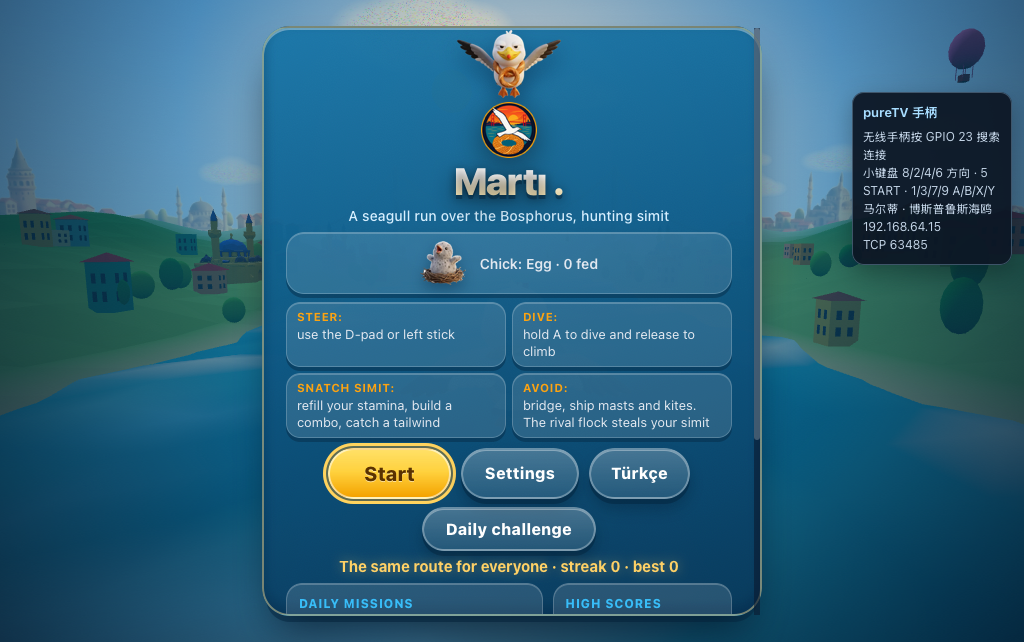 Martı .
A seagull run over the Bosphorus, hunting simit
Chick: Egg · 0 fed
STEER:
use the D-pad or left stick
DIVE:
hold A to dive and release to
climb
SNATCH SIMIT:
refill your stamina, build a
combo, catch a tailwind
AVOID:
bridge, ship masts and kites.
The rival flock steals your simit
Start
Settings
Türkçe
Daily challenge
The same route for everyone · streak 0 · best 0
DAILY MISSIONS
HIGH SCORES
pureTV 手柄
无线手柄按 GPIO 23 搜索
连接
小键盘 8/2/4/6 方向 · 5
START · 1/3/7/9 A/B/X/Y
马尔蒂 · 博斯普鲁斯海鸥
192.168.64.15
TCP 63485